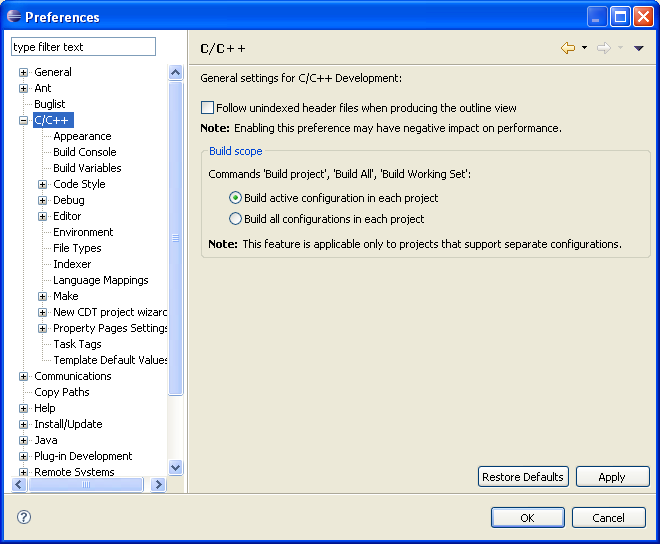 Preferences
type filter text
General
Ant
Buglist
C/C++
Appearance
Build Console
Build Variables
Code Style
Debug
Editor
Environment
File Types
Indexer
Language Mappings
Make
New CDT project wizard
Property Pages Settings
Task Tags
Template Default Values
Communications
Copy Paths
Help
Install/Update
Java
Plug-in Development
Remote Systems
C/C++
General settings for C/C++ Development:
Follow unindexed header files when producing the outline view
Note: Enabling this preference may have negative impact on performance.
Build scope
Commands 'Build project', 'Build All', 'Build Working Set':
Build active configuration in each project
Build all configurations in each project
Note: This feature is applicable only to projects that support separate configurations.
Restore Defaults
Apply
?
OK
Cancel